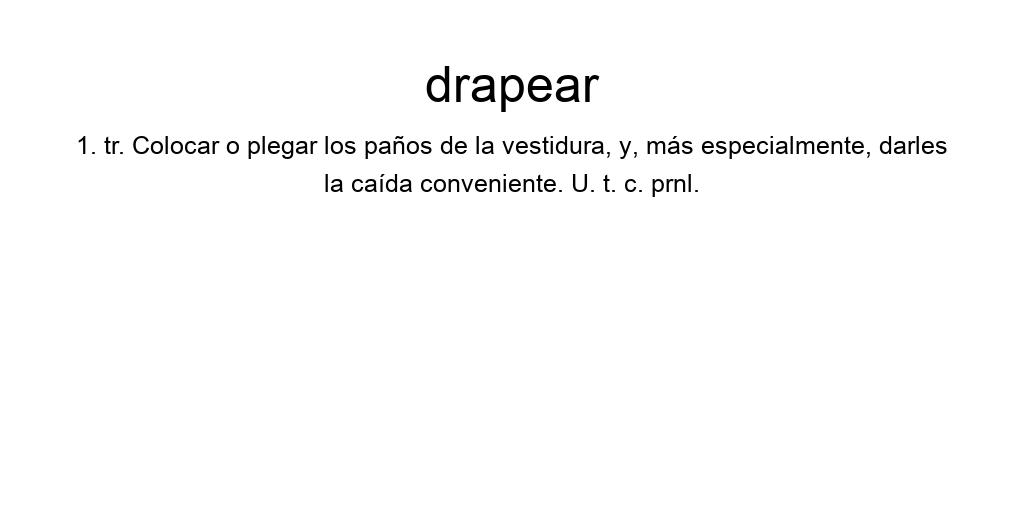 drapear
1. tr. Colocar o plegar los paños de la vestidura, y, más especialmente, darles
la caída conveniente. U. t. c. prnl.